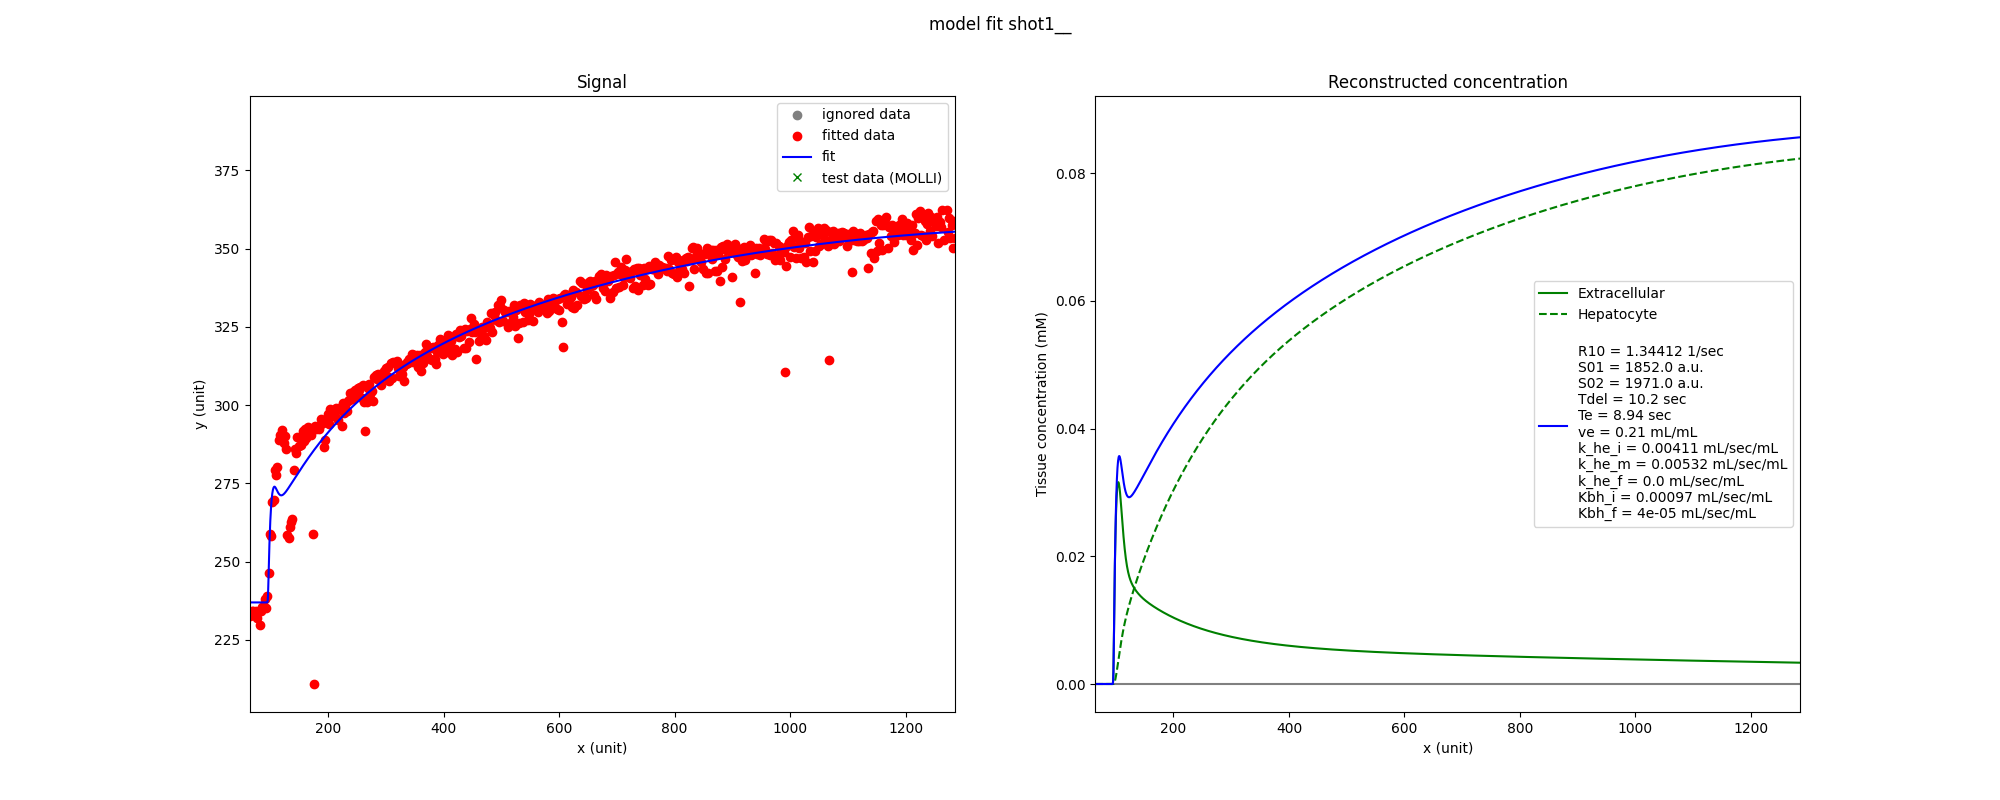 model fit shot1__
Signal
ignored data
fitted data
fit
test data (MOLLI)
y (unit)
375
350
325
300
275
250
225
200
400
600
800
1000
1200
x (unit)
Reconstructed concentration
Tissue concentration (mM)
0.08
0.06
0.04
0.02
0.00
Extracellular
Hepatocyte
R10 = 1.34412 1/sec
S01 = 1852.0 a.u.
S02 = 1971.0 a.u.
Tdel = 10.2 sec
Te = 8.94 sec
ve = 0.21 mL/mL
k_he_i = 0.00411 mL/sec/mL
k_he_m = 0.00532 mL/sec/mL
k_he_f = 0.0 mL/sec/mL
Kbh_i = 0.00097 mL/sec/mL
Kbh_f = 4e-05 mL/sec/mL
200
400
600
800
1000
1200
x (unit)